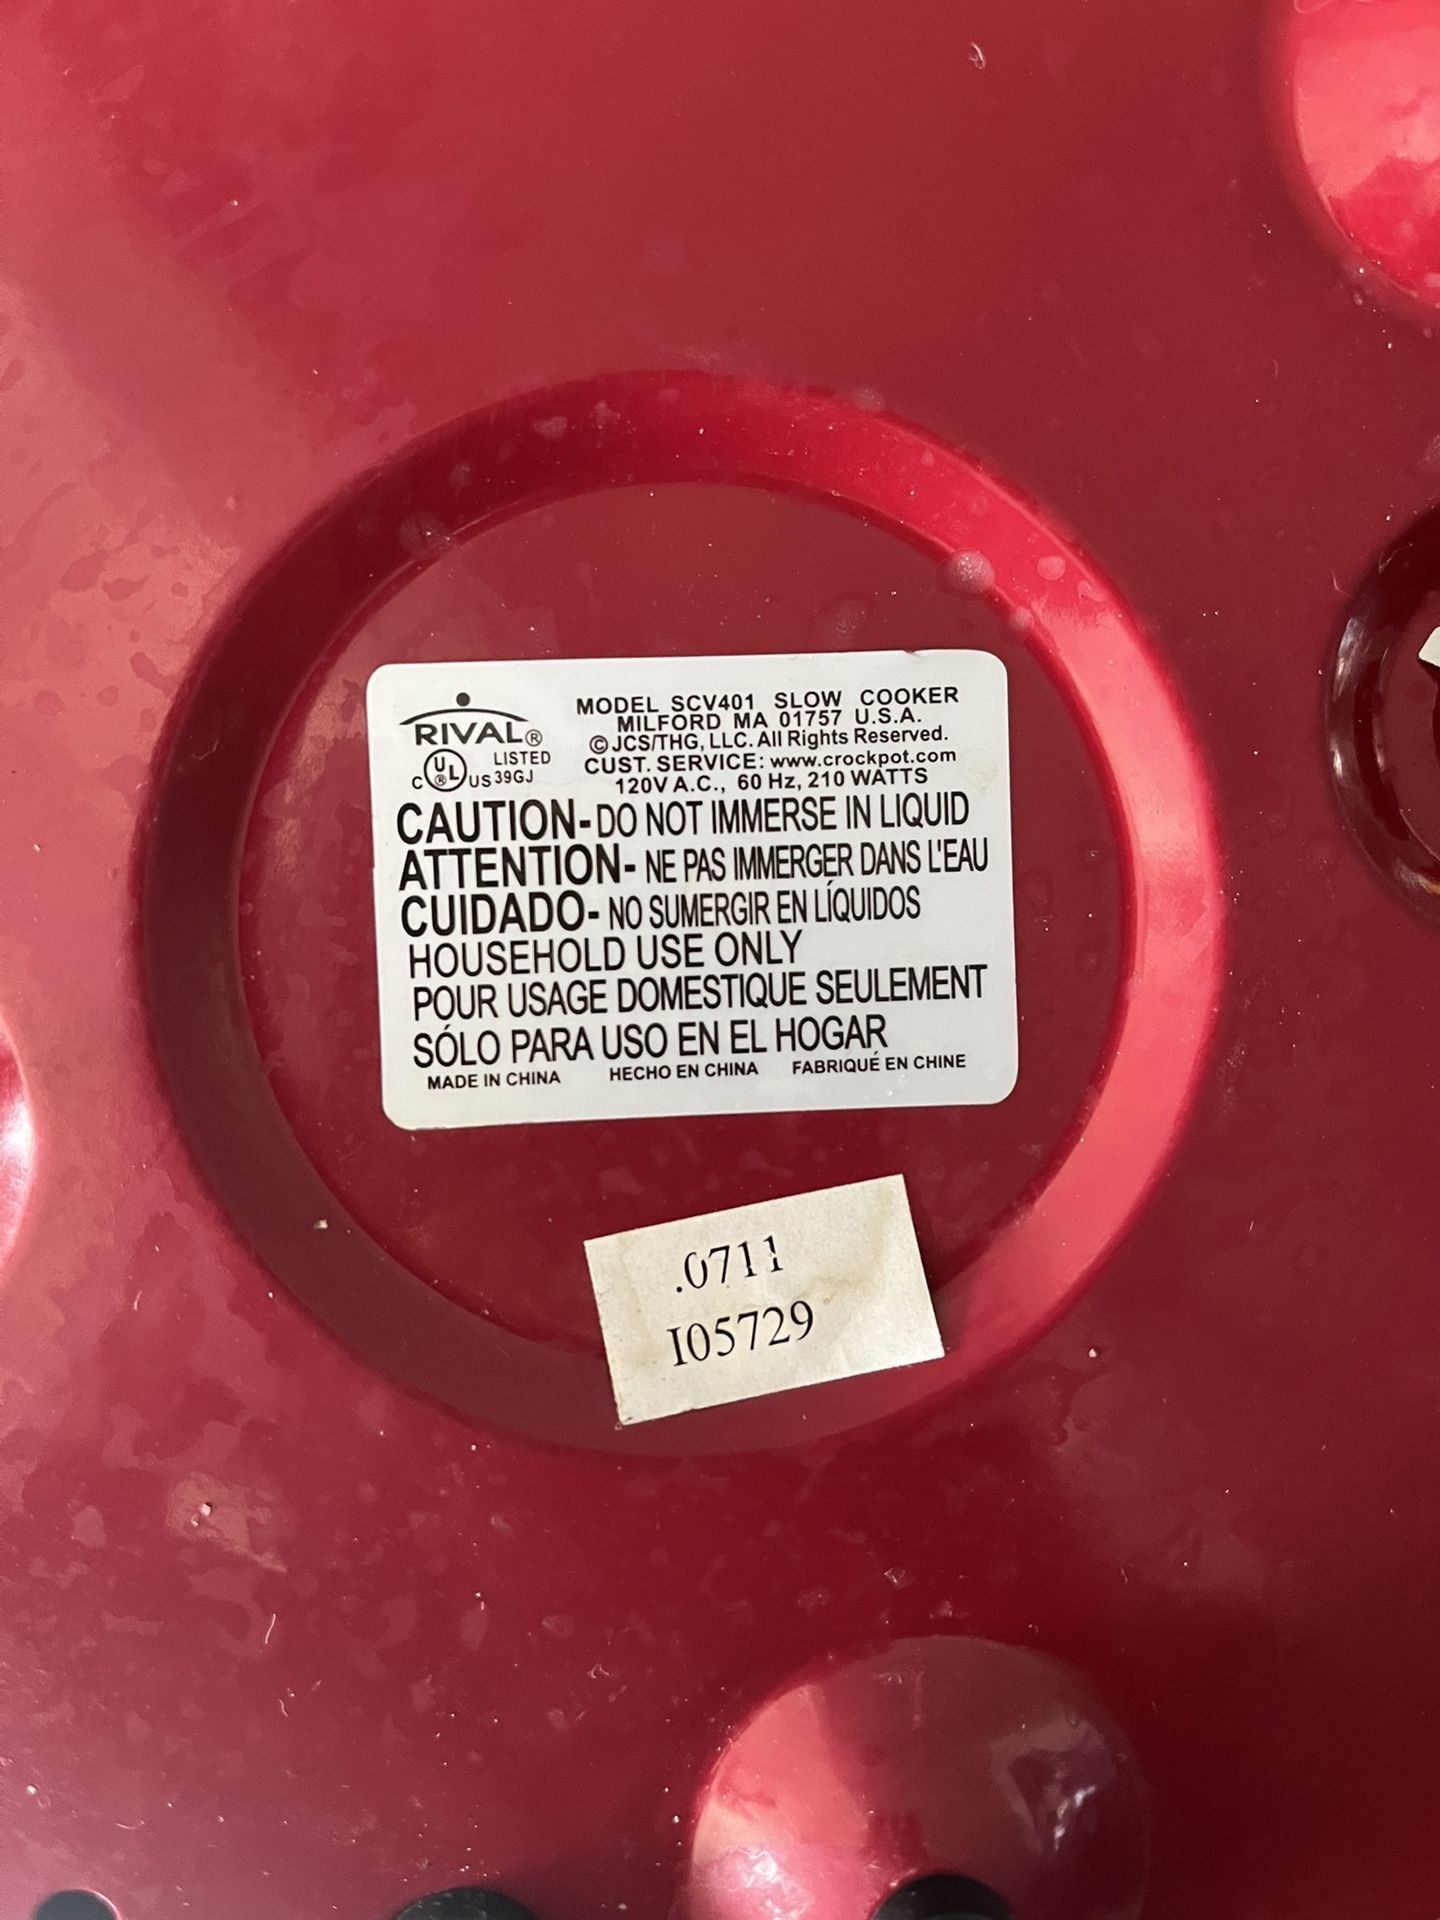 RIVAL®
C UL® US LISTED 39GJ
MODEL SCV401 SLOW COOKER
MILFORD MA 01757 U.S.A.
© JCS/THG, LLC. All Rights Reserved.
CUST. SERVICE: www.crockpot.com
120V A.C., 60 Hz, 210 WATTS
CAUTION-DO NOT IMMERSE IN LIQUID
ATTENTION- NE PAS IMMERGER DANS L'EAU
CUIDADO- NO SUMERGIR EN LÍQUIDOS
HOUSEHOLD USE ONLY
POUR USAGE DOMESTIQUE SEULEMENT
SÓLO PARA USO EN EL HOGAR
MADE IN CHINA HECHO EN CHINA FABRIQUÉ EN CHINE
.0711
I05729